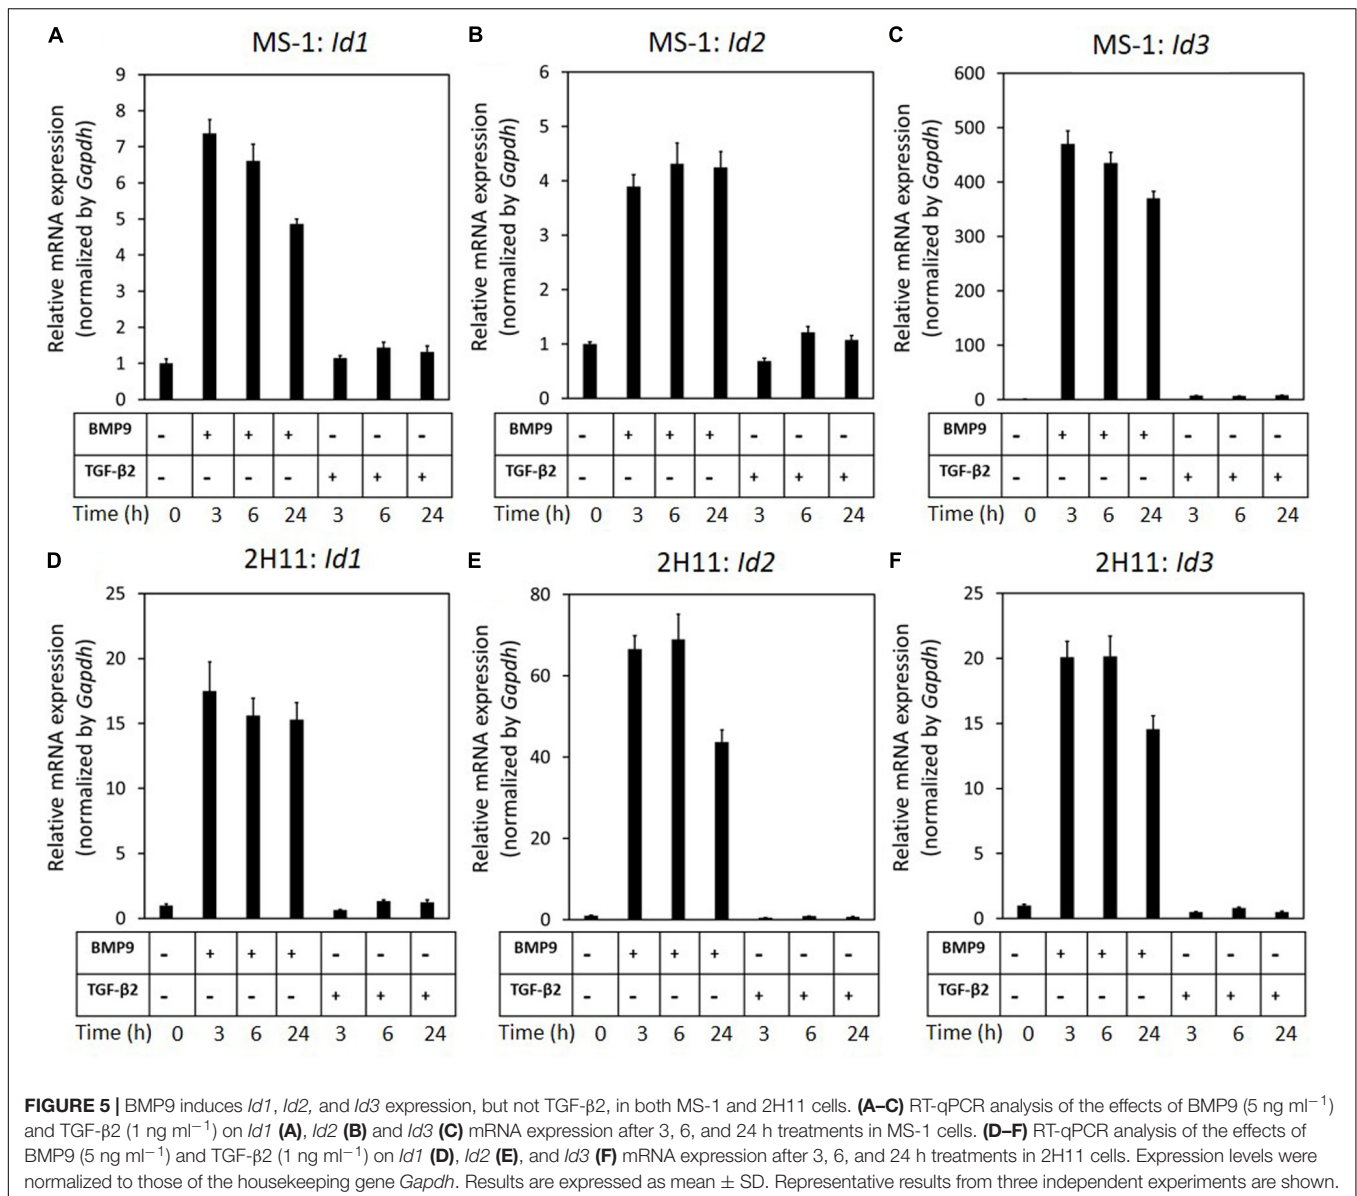 A
MS-1: Id1
Relative mRNA expression
(normalized by Gapdh)
9
8
7
6
5
4
3
2
1
0
BMP9 - + + + - - -
TGF-β2 - - - - + + +
Time (h) 0 3 6 24 3 6 24
B
MS-1: Id2
Relative mRNA expression
(normalized by Gapdh)
6
5
4
3
2
1
0
BMP9 - + + + - - -
TGF-β2 - - - - + + +
Time (h) 0 3 6 24 3 6 24
C
MS-1: Id3
Relative mRNA expression
(normalized by Gapdh)
600
500
400
300
200
100
0
BMP9 - + + + - - -
TGF-β2 - - - - + + +
Time (h) 0 3 6 24 3 6 24
D
2H11: Id1
Relative mRNA expression
(normalized by Gapdh)
25
20
15
10
5
0
BMP9 - + + + - - -
TGF-β2 - - - - + + +
Time (h) 0 3 6 24 3 6 24
E
2H11: Id2
Relative mRNA expression
(normalized by Gapdh)
80
60
40
20
0
BMP9 - + + + - - -
TGF-β2 - - - - + + +
Time (h) 0 3 6 24 3 6 24
F
2H11: Id3
Relative mRNA expression
(normalized by Gapdh)
25
20
15
10
5
0
BMP9 - + + + - - -
TGF-β2 - - - - + + +
Time (h) 0 3 6 24 3 6 24
FIGURE 5 | BMP9 induces Id1, Id2, and Id3 expression, but not TGF-β2, in both MS-1 and 2H11 cells. (A–C) RT-qPCR analysis of the effects of BMP9 (5 ng ml−1)
and TGF-β2 (1 ng ml−1) on Id1 (A), Id2 (B) and Id3 (C) mRNA expression after 3, 6, and 24 h treatments in MS-1 cells. (D–F) RT-qPCR analysis of the effects of
BMP9 (5 ng ml−1) and TGF-β2 (1 ng ml−1) on Id1 (D), Id2 (E), and Id3 (F) mRNA expression after 3, 6, and 24 h treatments in 2H11 cells. Expression levels were
normalized to those of the housekeeping gene Gapdh. Results are expressed as mean ± SD. Representative results from three independent experiments are shown.